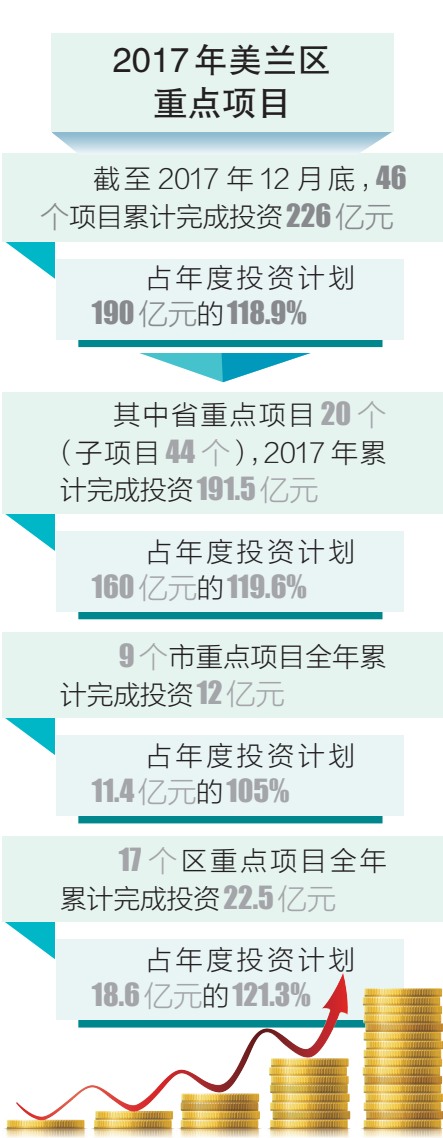 2017年美兰区
重点项目
截至2017年12月底，46
个项目累计完成投资226亿元
占年度投资计划
190亿元的118.9%
其中省重点项目20个
（子项目44个），2017年累
计完成投资191.5亿元
占年度投资计划
160亿元的119.6%
9个市重点项目全年累
计完成投资12亿元
占年度投资计划
11.4亿元的105%
17个区重点项目全年
累计完成投资22.5亿元
占年度投资计划
18.6亿元的121.3%